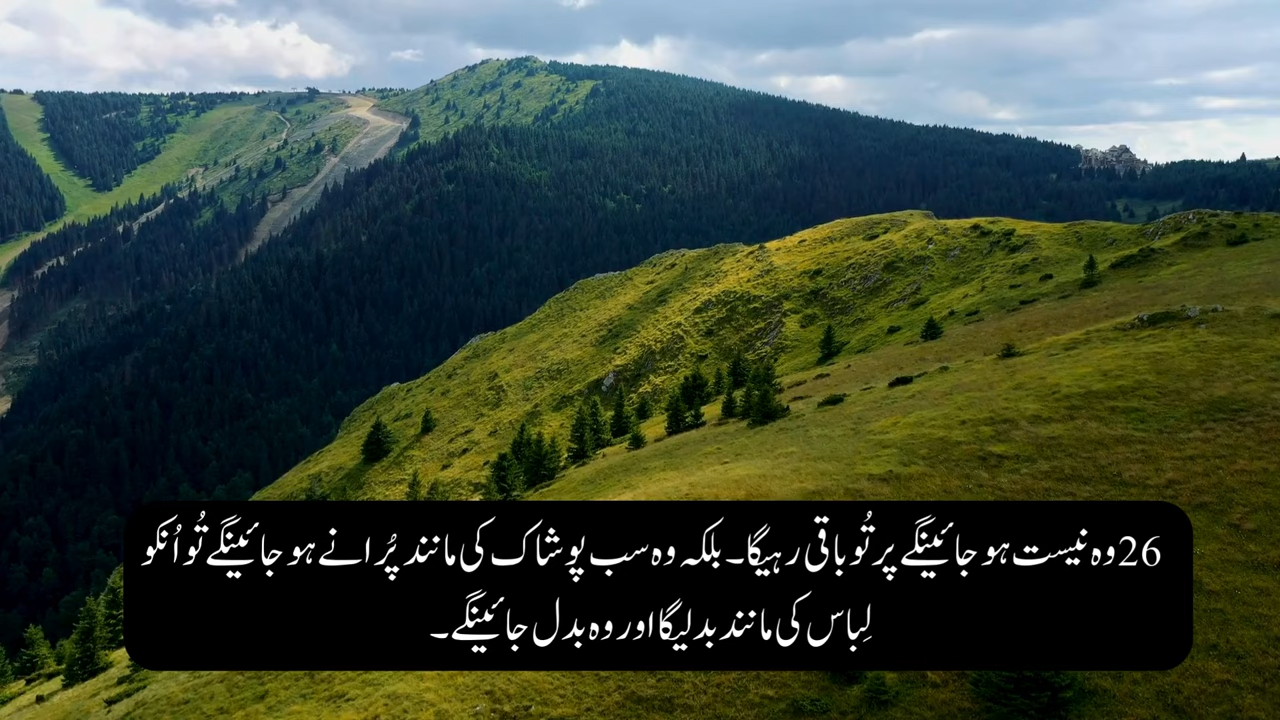 26 وہ نیست ہو جائینگے پر تُو باقی رہیگا۔ بلکہ وہ سب پوشاک کی مانند پُرانے ہو جائینگے تُو اُنکو
لِباس کی مانند بدلیگا اور وہ بدل جائینگے۔